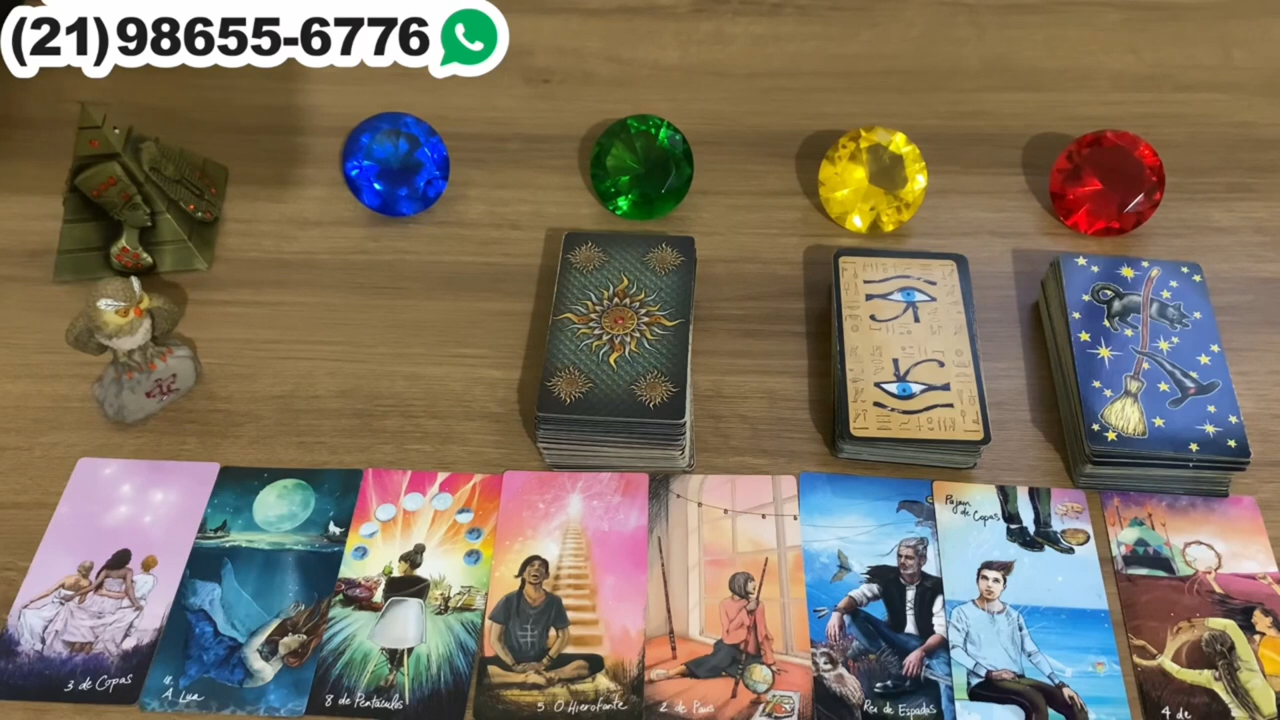 (21)98655-6776
3 de Copas
A Lua
8 de Pentáculos
5. O Hierofante
2 de Paus
Rei de Espadas
Pajem
de Copas
4 de